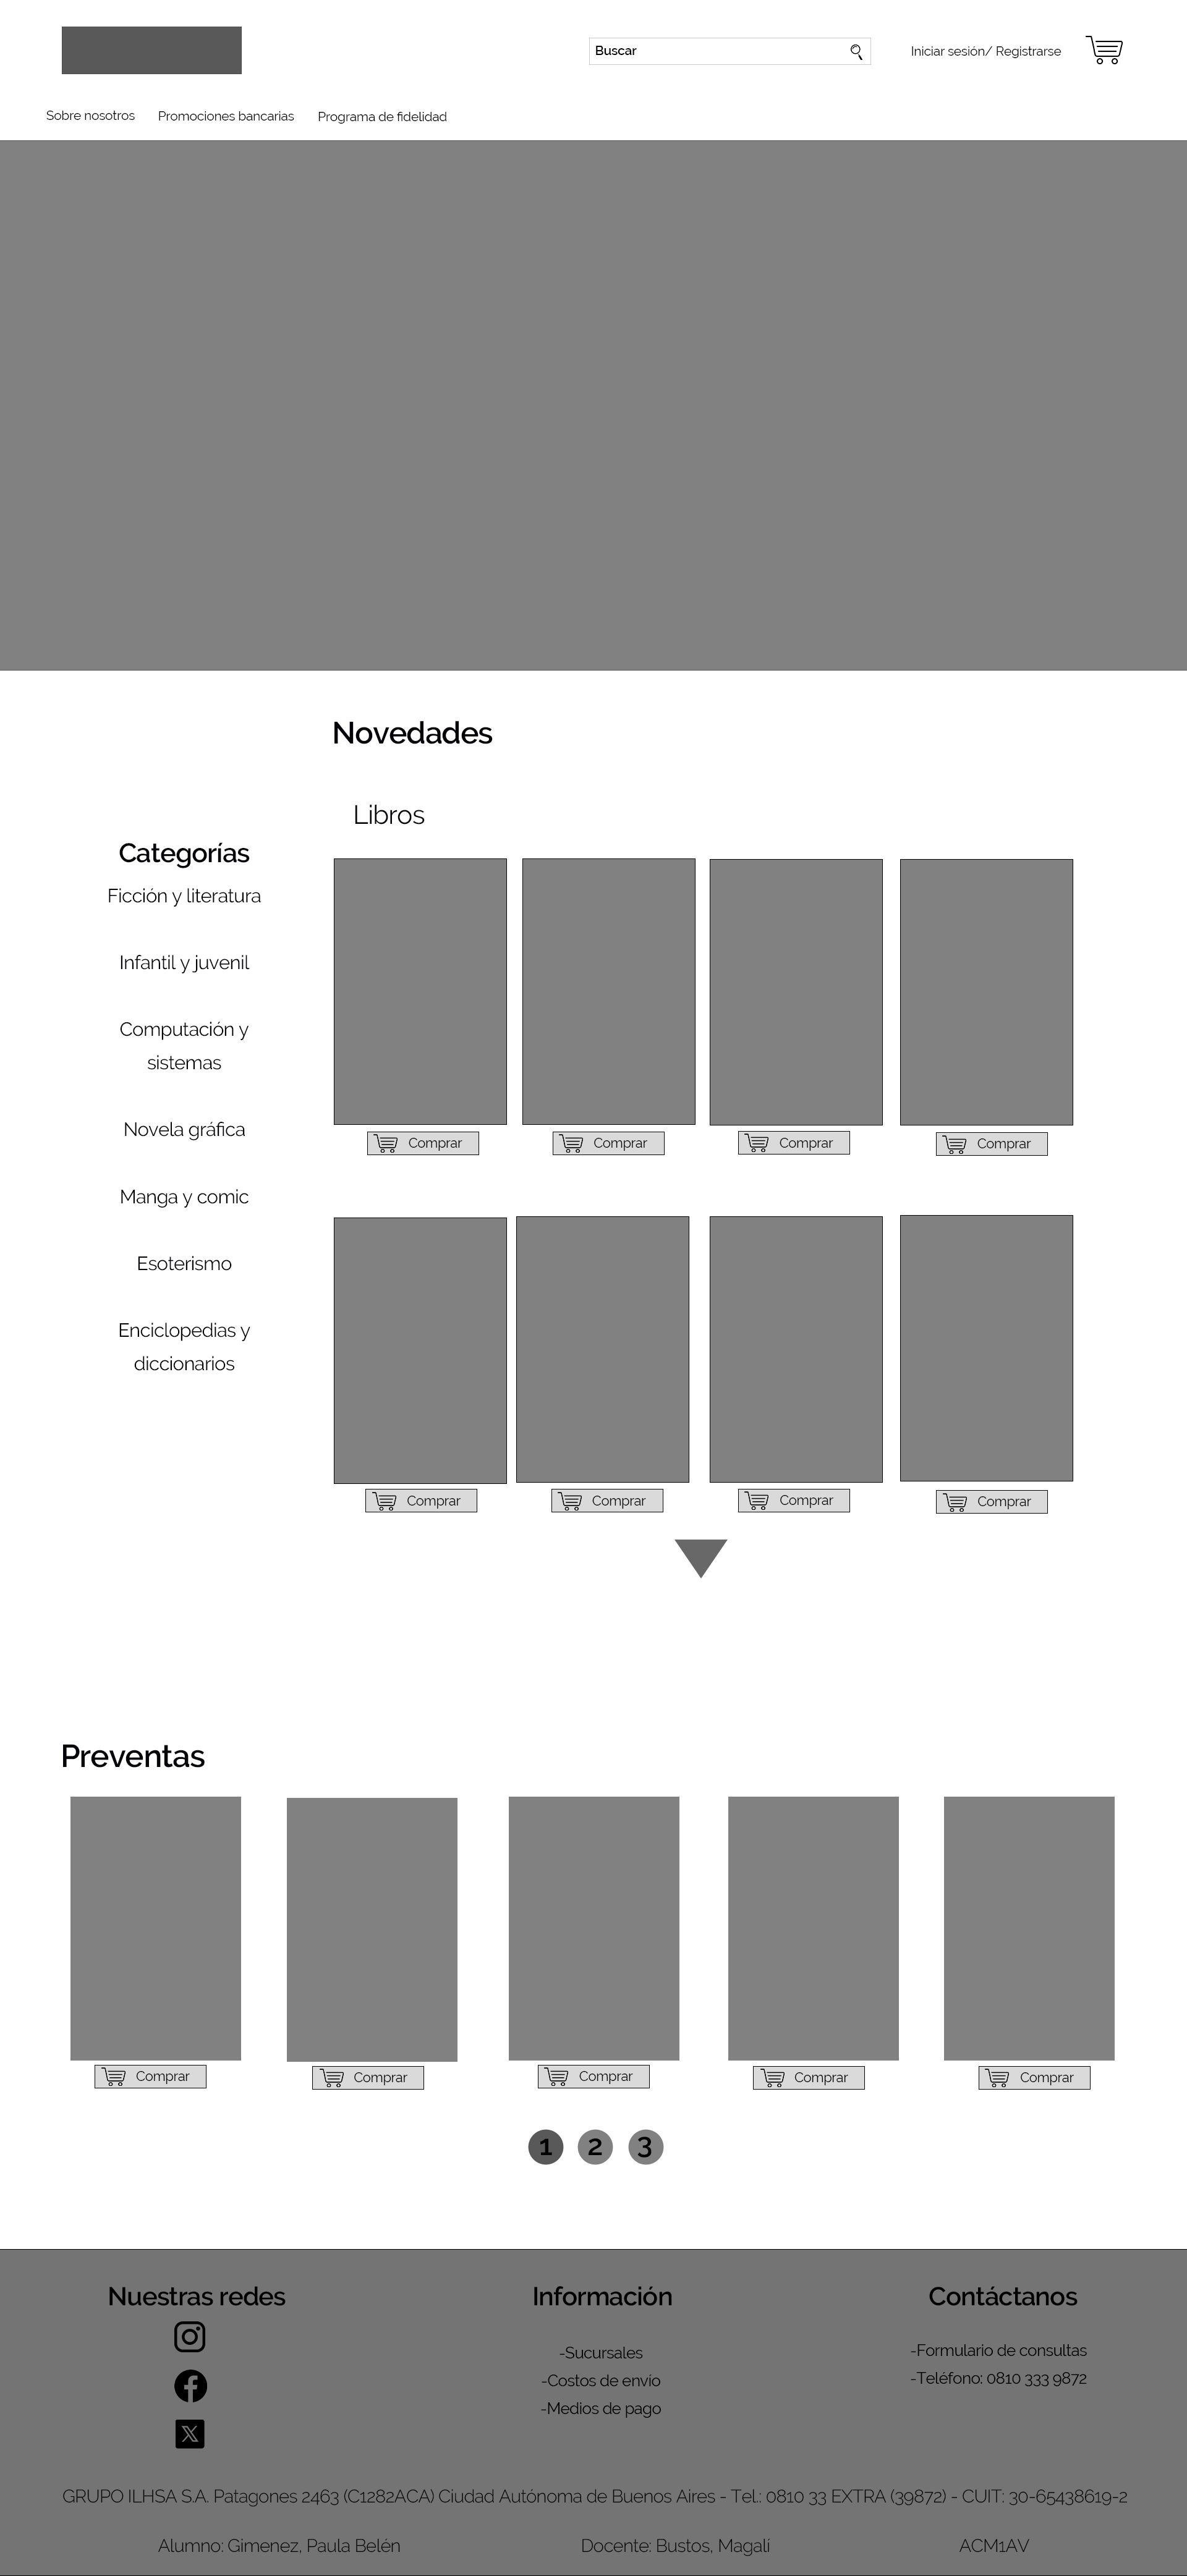 Buscar
Iniciar sesión/ Registrarse
Sobre nosotros
Promociones bancarias
Programa de fidelidad
Novedades
Libros
Categorías
Ficción y literatura
Infantil y juvenil
Computación y
sistemas
Novela gráfica
Manga y comic
Esoterismo
Enciclopedias y
diccionarios
Comprar
Comprar
Comprar
Comprar
Comprar
Comprar
Comprar
Comprar
Preventas
Comprar
Comprar
Comprar
Comprar
Comprar
1
2
3
Nuestras redes
Información
-Sucursales
-Costos de envío
-Medios de pago
Contáctanos
-Formulario de consultas
-Teléfono: 0810 333 9872
GRUPO ILHSA S.A. Patagones 2463 (C1282ACA) Ciudad Autónoma de Buenos Aires - Tel.: 0810 33 EXTRA (39872) - CUIT: 30-65438619-2
Alumno: Gimenez, Paula Belén
Docente: Bustos, Magalí
ACM1AV